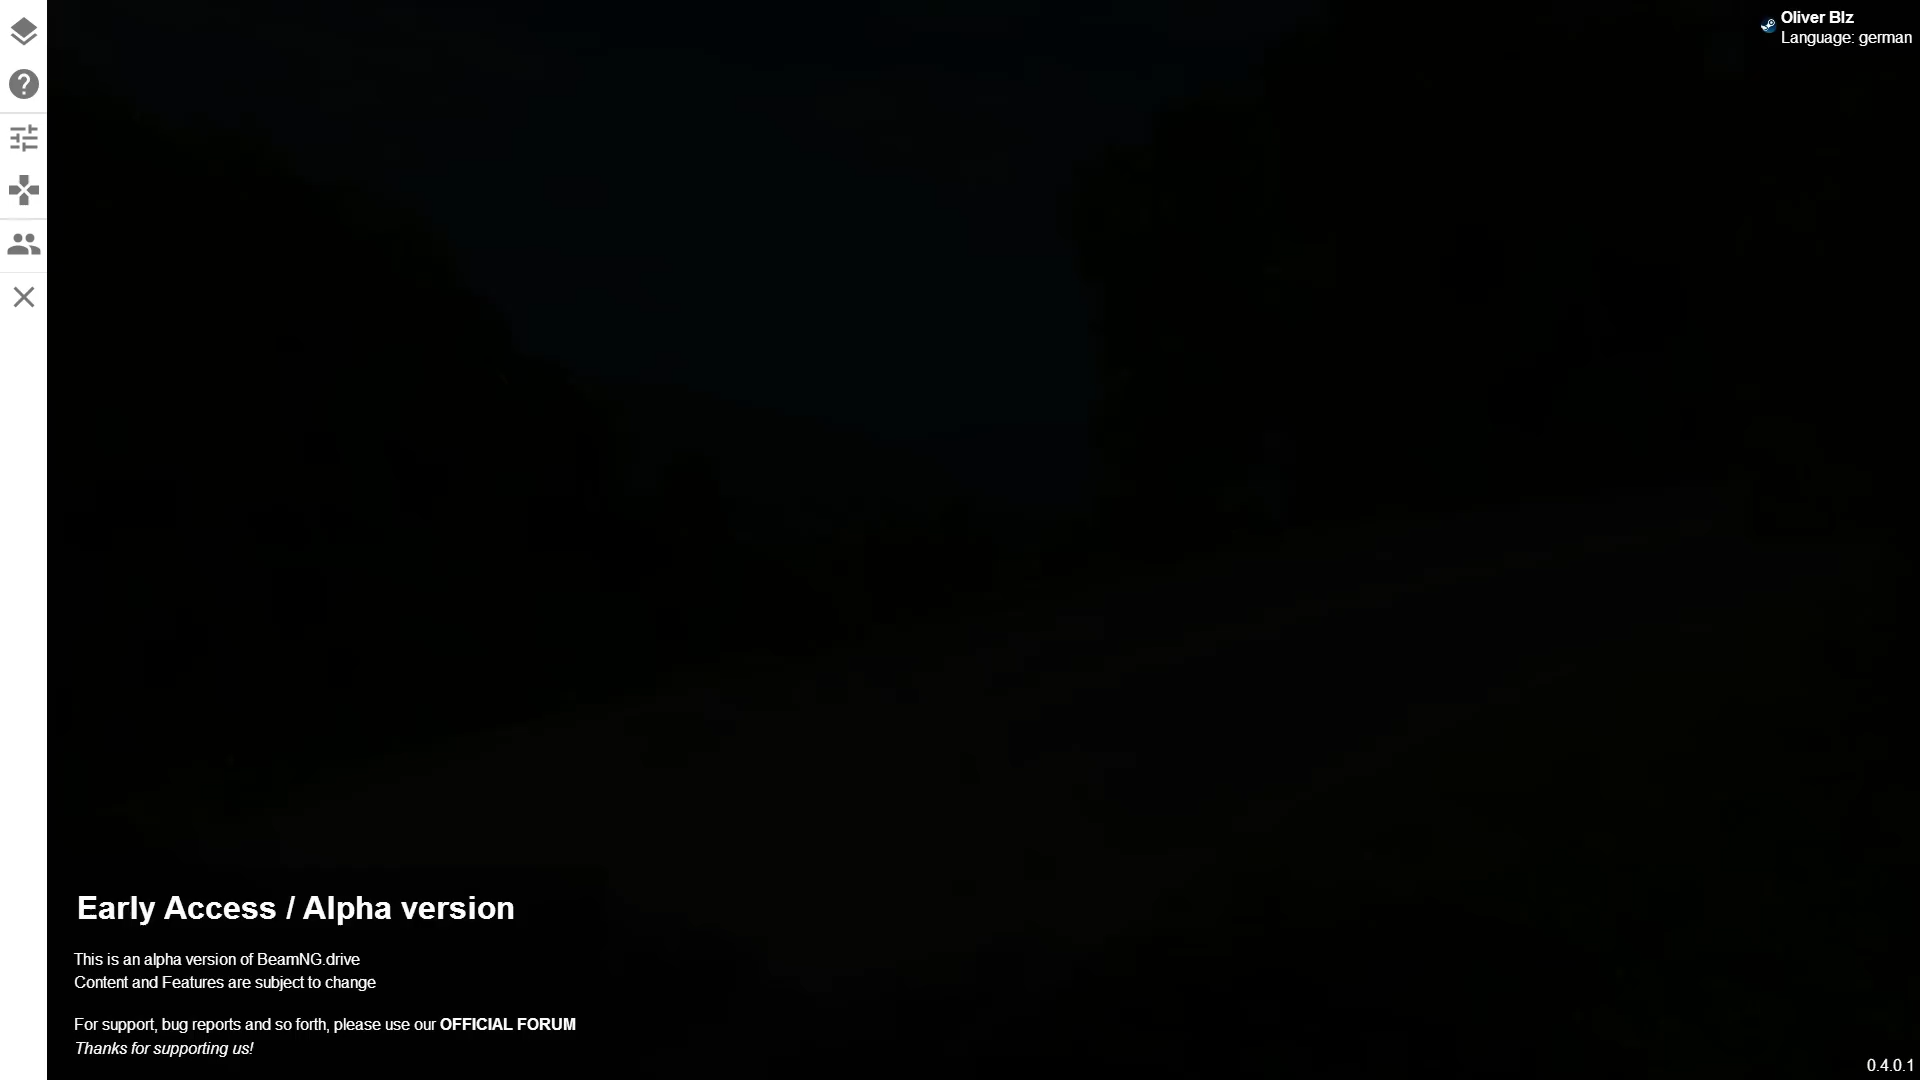 Oliver Blz
Language: german
Early Access / Alpha version
This is an alpha version of BeamNG.drive
Content and Features are subject to change
For support, bug reports and so forth, please use our OFFICIAL FORUM
Thanks for supporting us!
0.4.0.1